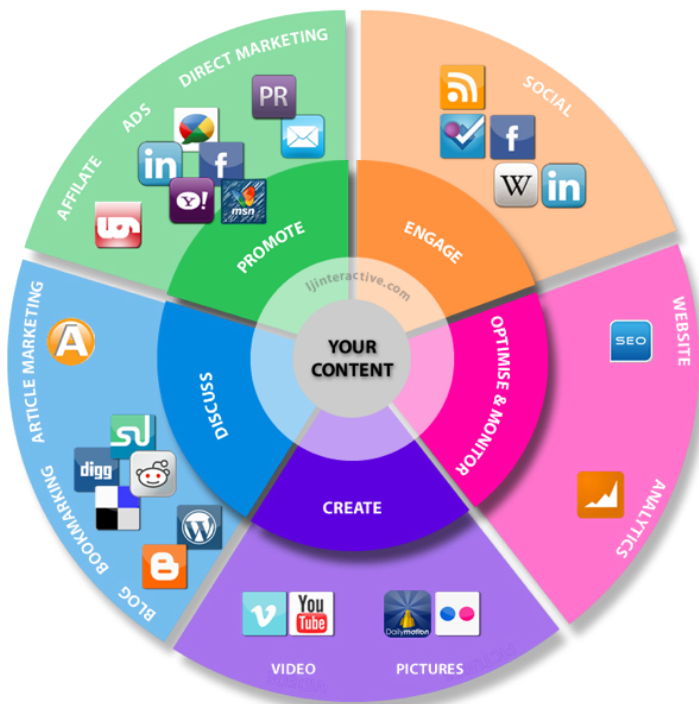 DIRECT MARKETING
ADS
AFFILATE
PR
in
f
Y!
msn
PROMOTE
SOCIAL
f
W
in
ENGAGE
ljinteractive.com
YOUR
CONTENT
WEBSITE
SEO
ANALYTICS
OPTIMISE & MONITOR
ARTICLE MARKETING
A
BOOKMARKING
digg
BLOG
W
B
DISCUSS
CREATE
V
You
Tube
Dailymotion
VIDEO
PICTURES